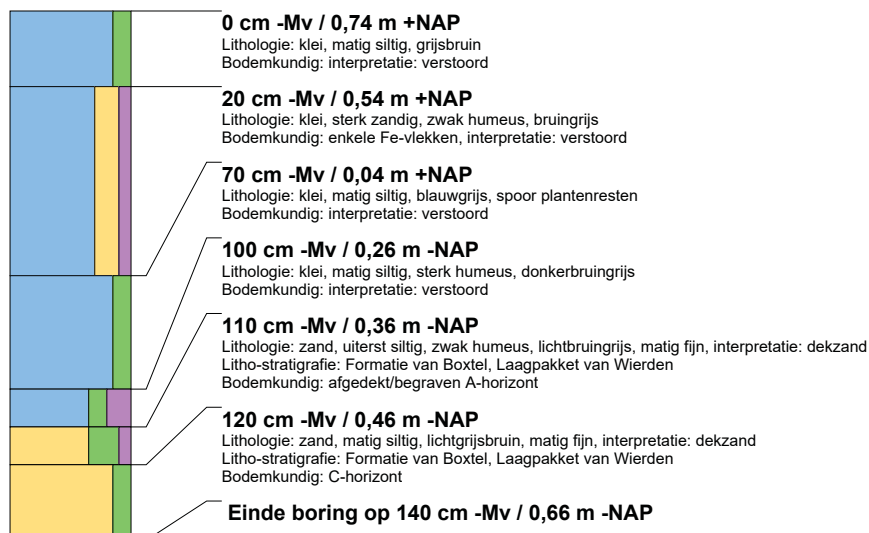 0 cm -Mv / 0,74 m +NAP
Lithologie: klei, matig siltig, grijsbruin
Bodemkundig: interpretatie: verstoord
20 cm -Mv / 0,54 m +NAP
Lithologie: klei, sterk zandig, zwak humeus, bruingrijs
Bodemkundig: enkele Fe-vlekken, interpretatie: verstoord
70 cm -Mv / 0,04 m +NAP
Lithologie: klei, matig siltig, blauwgrijs, spoor plantenresten
Bodemkundig: interpretatie: verstoord
100 cm -Mv / 0,26 m -NAP
Lithologie: klei, matig siltig, sterk humeus, donkerbruingrijs
Bodemkundig: interpretatie: verstoord
110 cm -Mv / 0,36 m -NAP
Lithologie: zand, uiterst siltig, zwak humeus, lichtbruingrijs, matig fijn, interpretatie: dekzand
Litho-stratigrafie: Formatie van Boxtel, Laagpakket van Wierden
Bodemkundig: afgedekt/begraven A-horizont
120 cm -Mv / 0,46 m -NAP
Lithologie: zand, matig siltig, lichtgrijsbruin, matig fijn, interpretatie: dekzand
Litho-stratigrafie: Formatie van Boxtel, Laagpakket van Wierden
Bodemkundig: C-horizont
Einde boring op 140 cm -Mv / 0,66 m -NAP